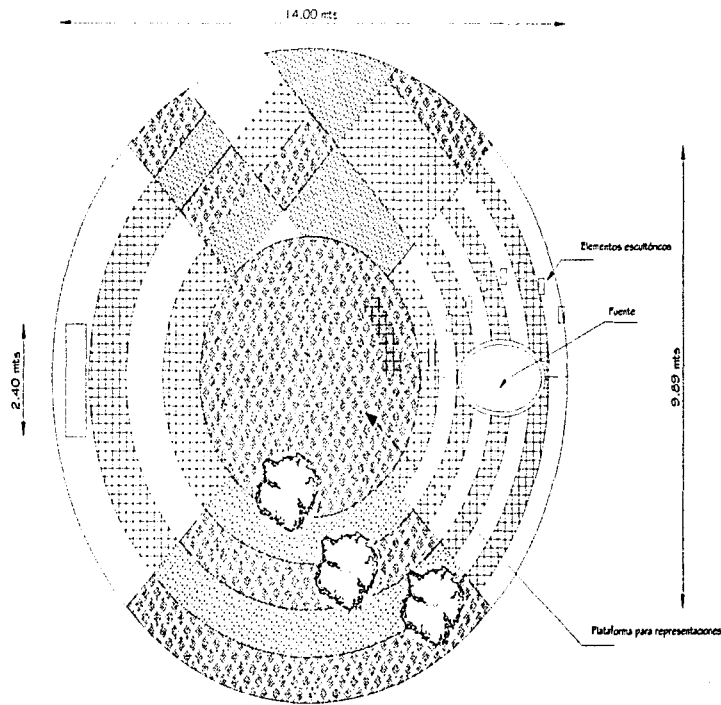 14.00 mts
Elementos escultóricos
Fuente
2.40 mts
9.89 mts
Plataforma para representaciones